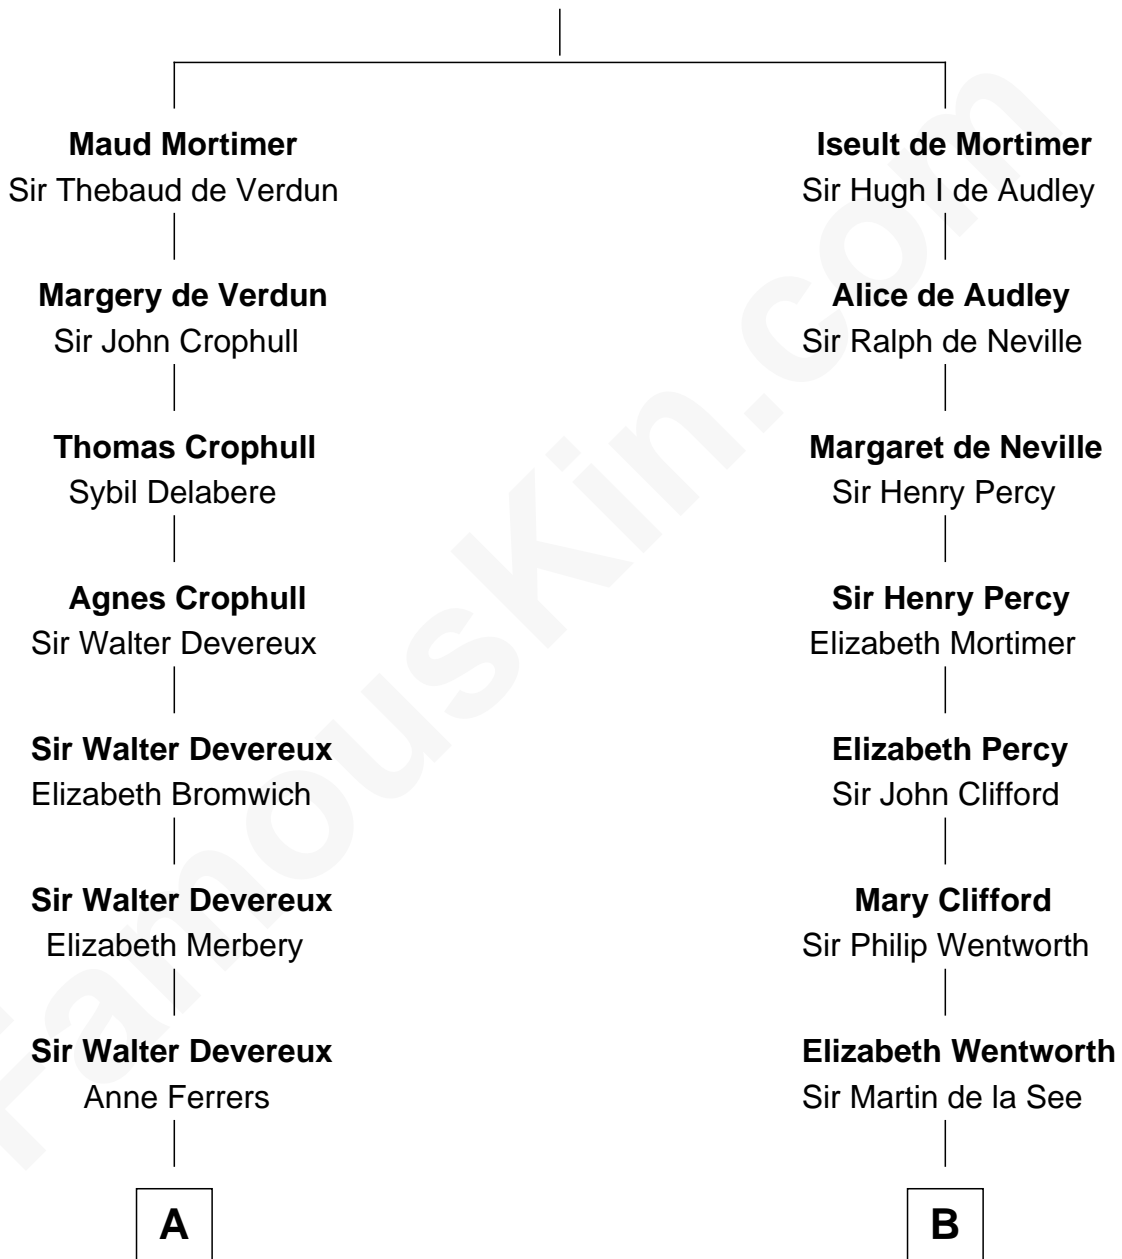 Maud Mortimer
Sir Thebaud de Verdun
Iseult de Mortimer
Sir Hugh I de Audley
Margery de Verdun
Sir John Crophull
Alice de Audley
Sir Ralph de Neville
Thomas Crophull
Sybil Delabere
Margaret de Neville
Sir Henry Percy
Agnes Crophull
Sir Walter Devereux
Sir Henry Percy
Elizabeth Mortimer
Sir Walter Devereux
Elizabeth Bromwich
Elizabeth Percy
Sir John Clifford
Sir Walter Devereux
Elizabeth Merbery
Mary Clifford
Sir Philip Wentworth
Sir Walter Devereux
Anne Ferrers
Elizabeth Wentworth
Sir Martin de la See
A
B
FamousKin.com